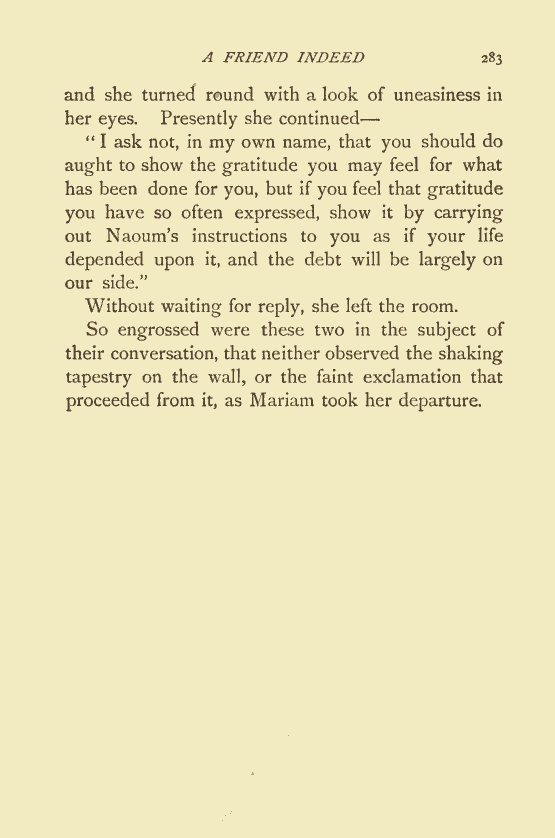 A FRIEND INDEED 283
and she turned round with a look of uneasiness in
her eyes. Presently she continued—
“I ask not, in my own name, that you should do
aught to show the gratitude you may feel for what
has been done for you, but if you feel that gratitude
you have so often expressed, show it by carrying
out Naoum’s instructions to you as if your life
depended upon it, and the debt will be largely on
our side.”
Without waiting for reply, she left the room.
So engrossed were these two in the subject of
their conversation, that neither observed the shaking
tapestry on the wall, or the faint exclamation that
proceeded from it, as Mariam took her departure.